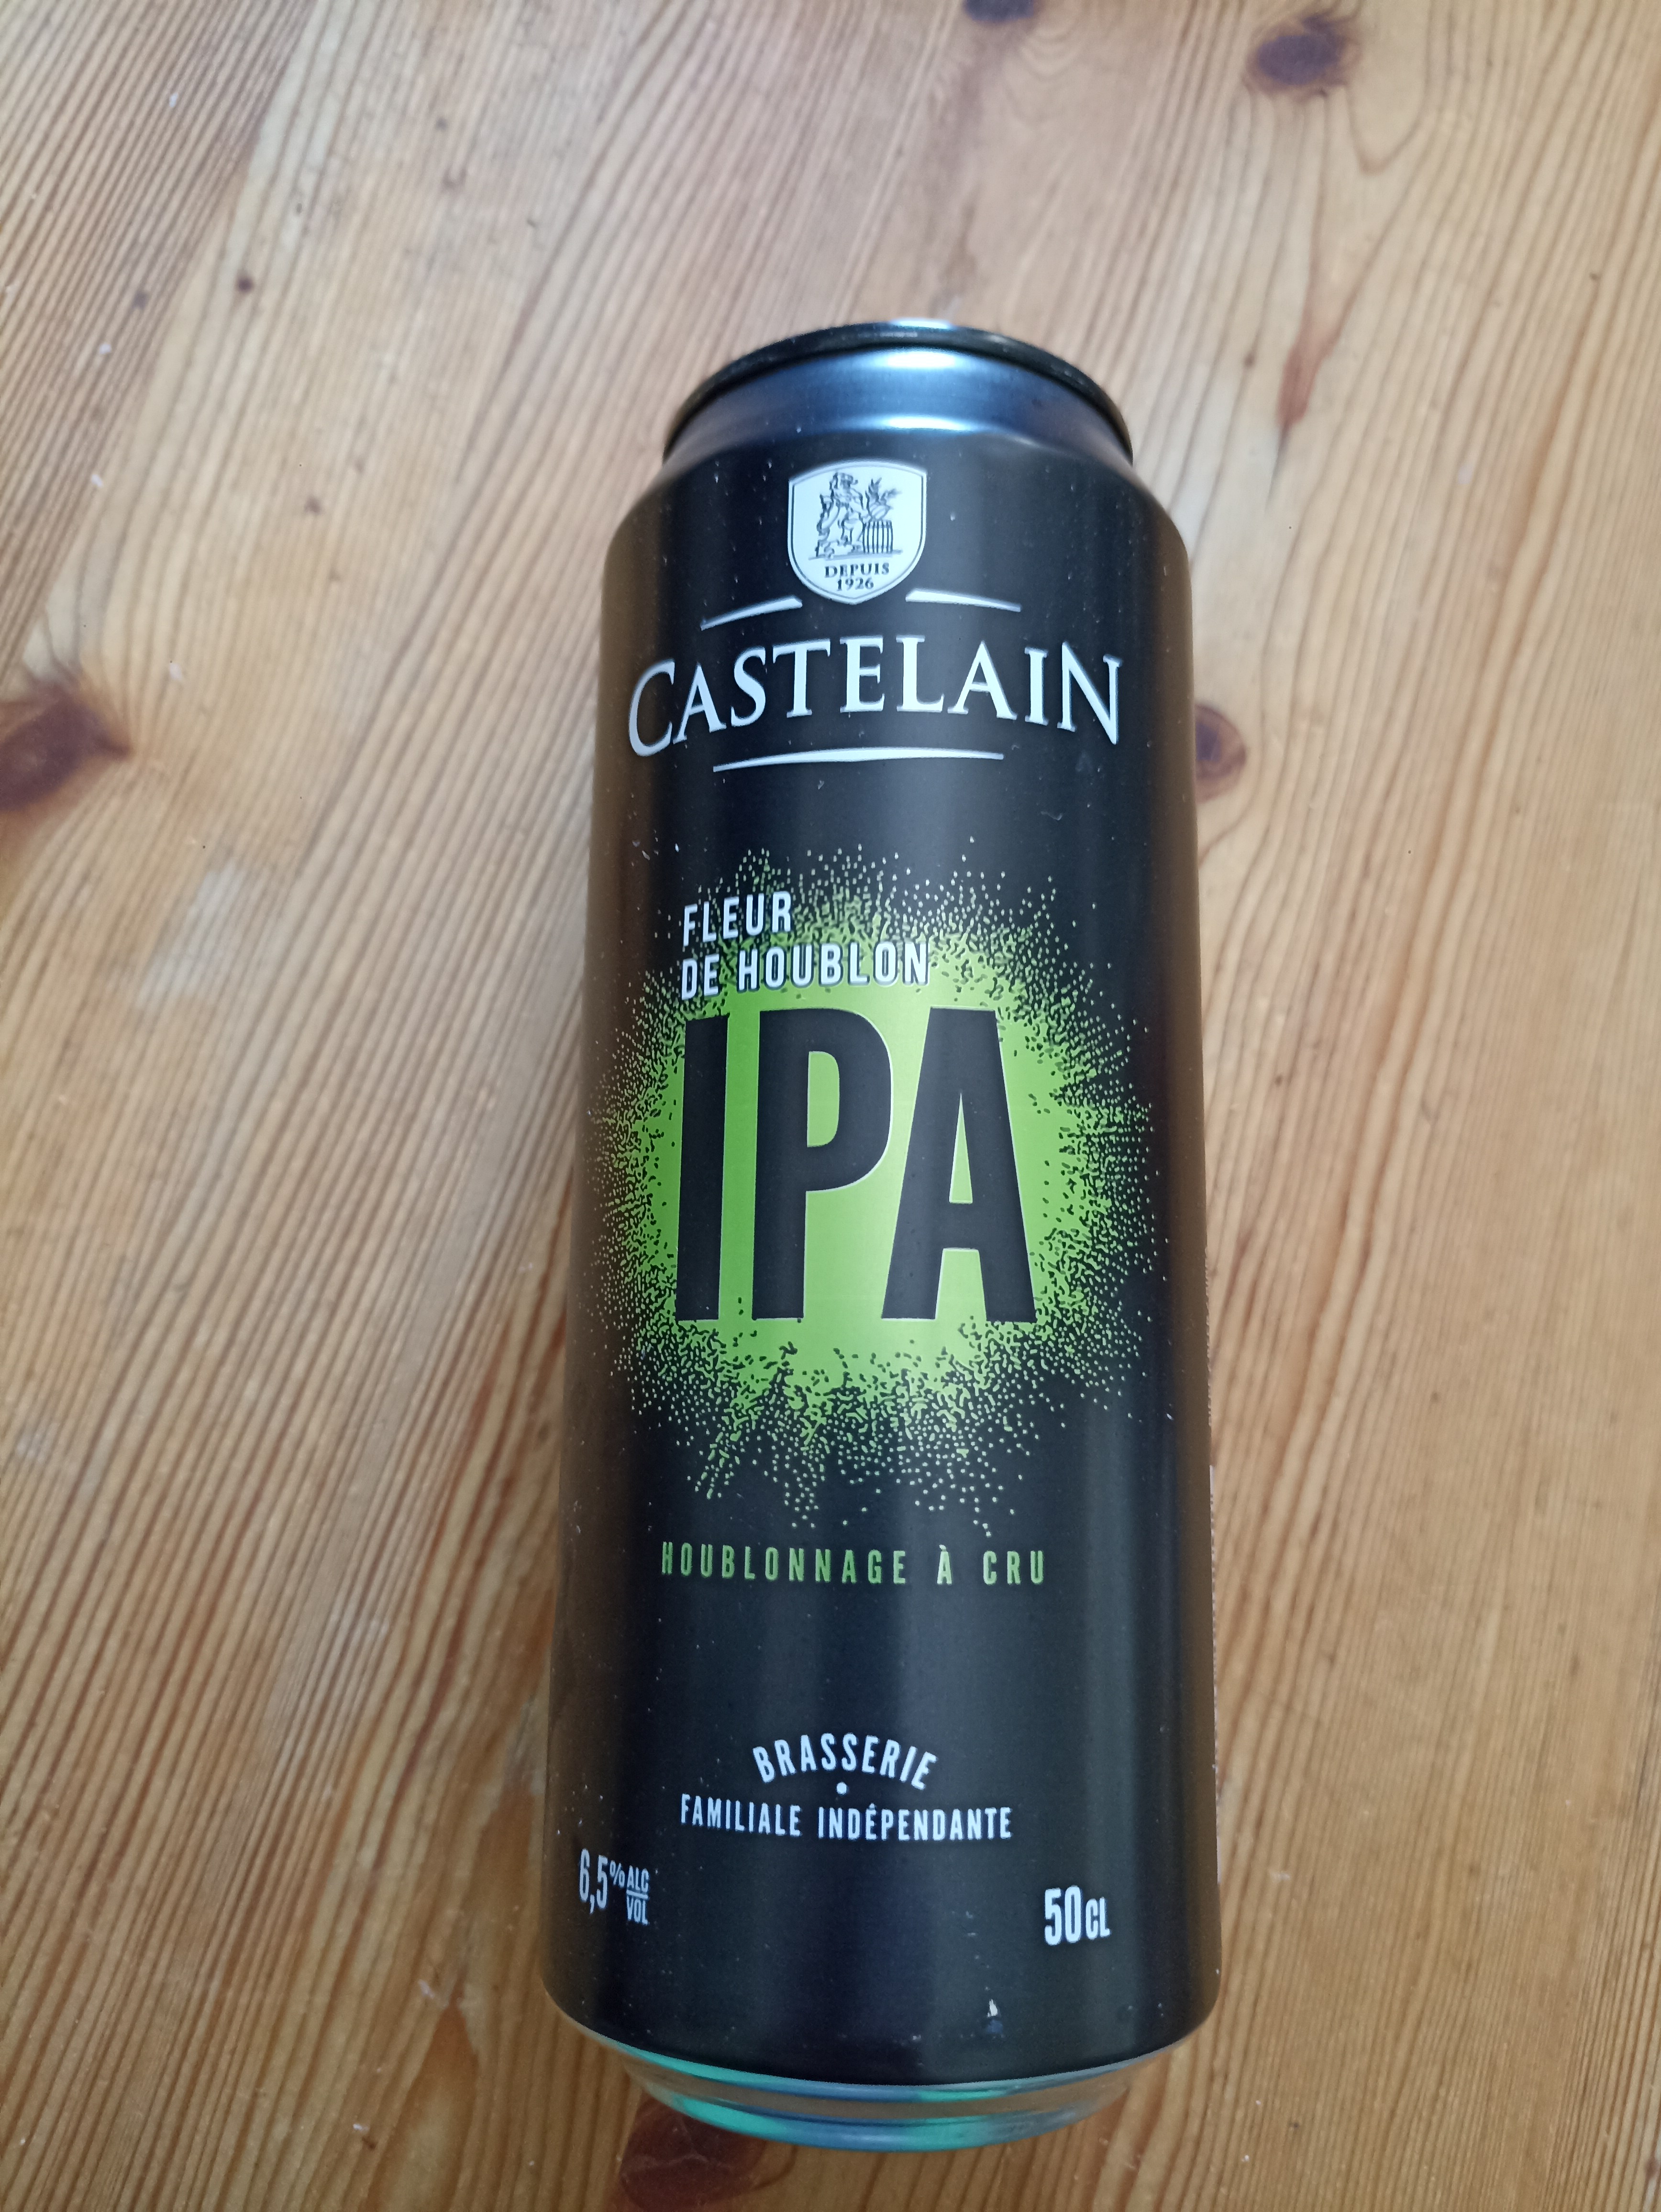 DEPUIS
1926
CASTELAIN
FLEUR
DE HOUBLON
IPA
HOUBLONNAGE À CRU
BRASSERIE
FAMILIALE INDÉPENDANTE
6,5% ALC
VOL
50CL